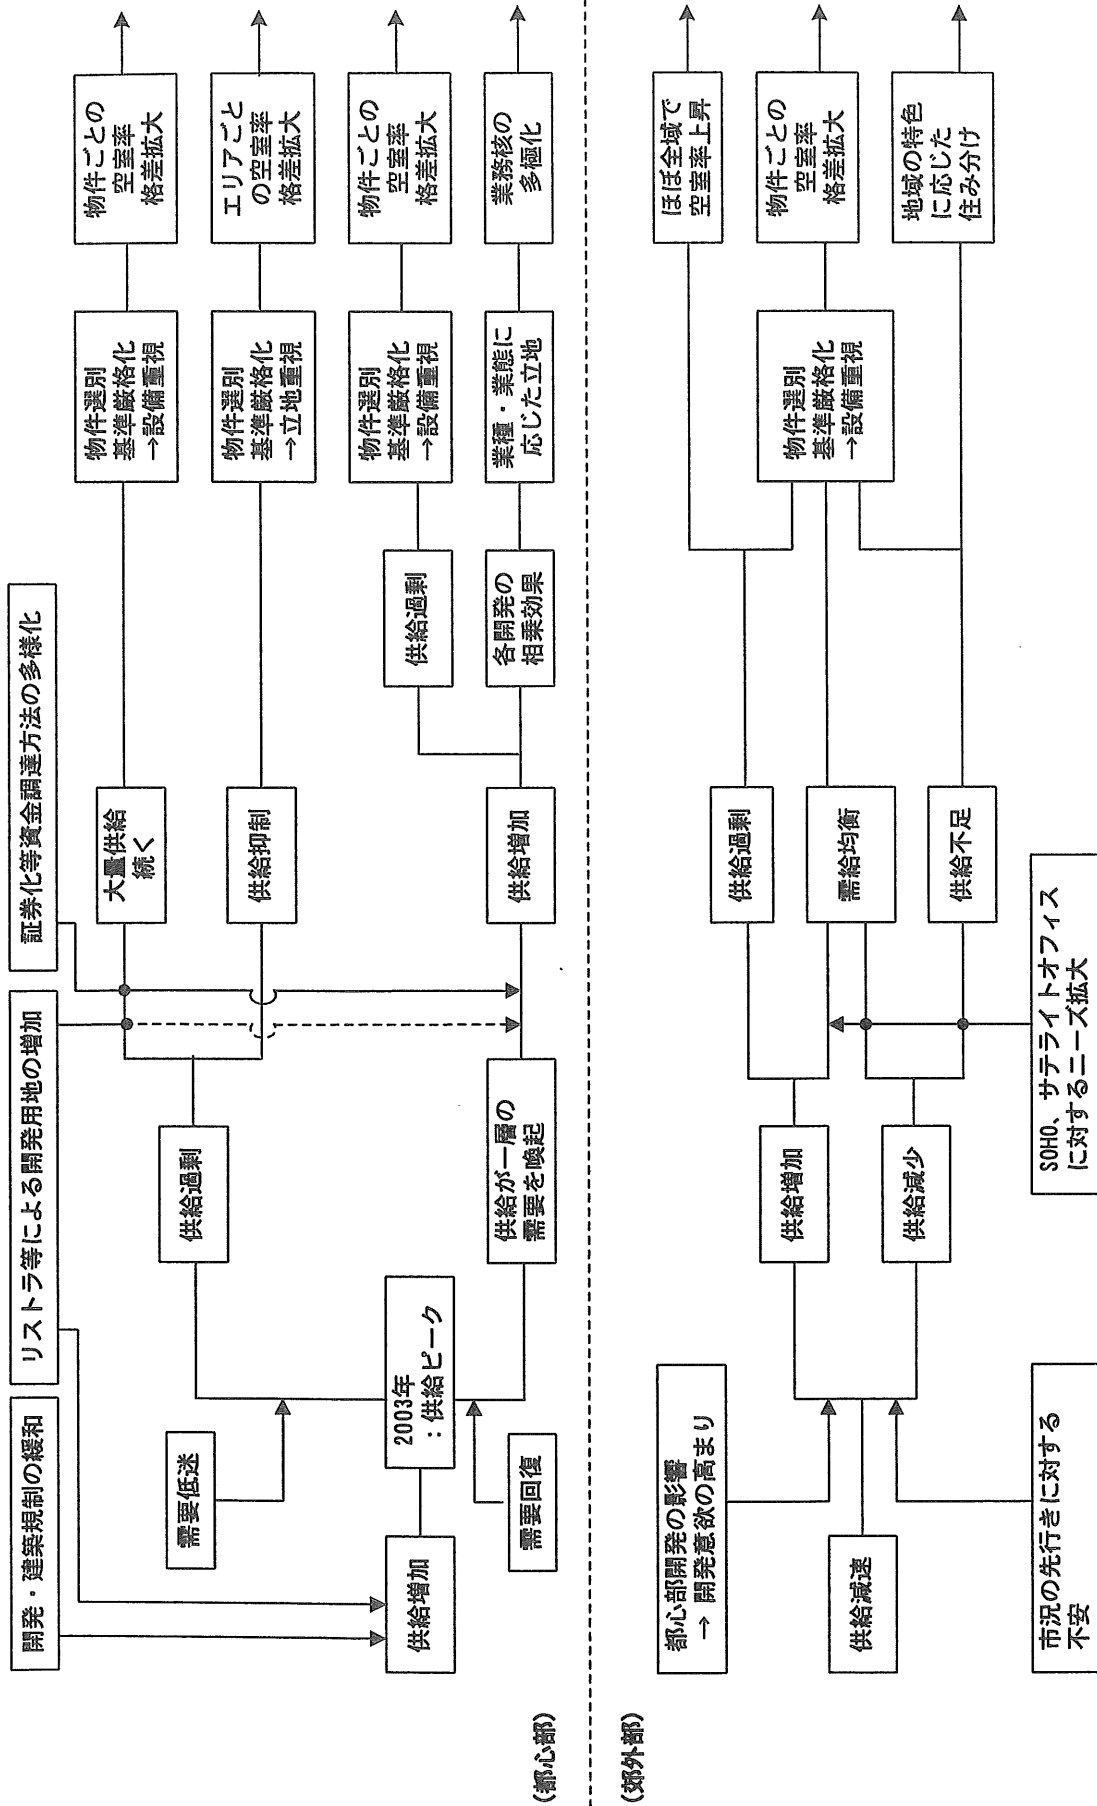 (都心部)
開発・建築規制の緩和
リストラ等による開発用地の増加
証券化等資金調達方法の多様化
供給増加
需要低迷
2003年
：供給ピーク
需要回復
供給過剰
供給が一層の
需要を喚起
大量供給
続く
供給抑制
供給増加
供給過剰
各開発の
相乗効果
物件選別
基準厳格化
→設備重視
物件選別
基準厳格化
→立地重視
物件選別
基準厳格化
→設備重視
業種・業態に
応じた立地
物件ごとの
空室率
格差拡大
エリアごと
の空室率
格差拡大
物件ごとの
空室率
格差拡大
業務核の
多極化
(郊外部)
都心部開発の影響
→ 開発意欲の高まり
供給減速
市況の先行きに対する
不安
供給増加
供給減少
SOHO、サテライトオフィス
に対するニーズ拡大
供給過剰
需給均衡
供給不足
物件選別
基準厳格化
→設備重視
ほぼ全域で
空室率上昇
物件ごとの
空室率
格差拡大
地域の特色
に応じた
住み分け